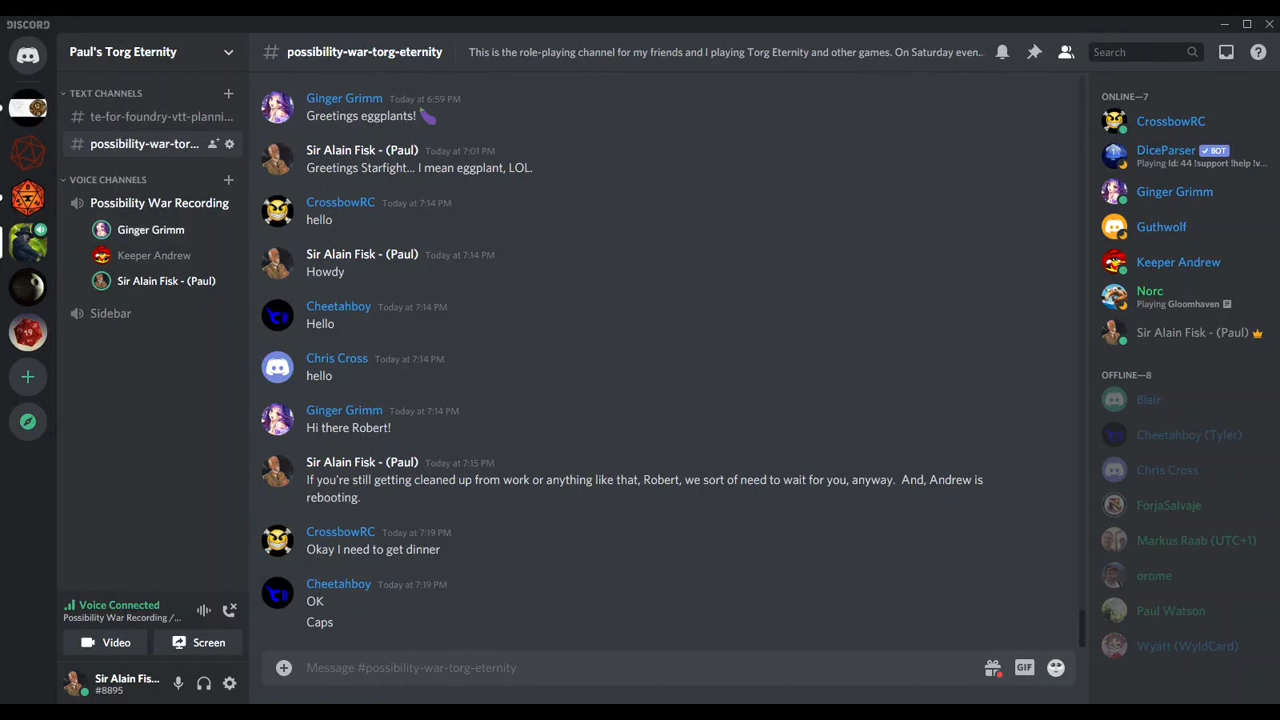 DISCORD
Paul's Torg Eternity
TEXT CHANNELS
te-for-foundry-vtt-planni...
possibility-war-tor...
VOICE CHANNELS
Possibility War Recording
Ginger Grimm
Keeper Andrew
Sir Alain Fisk - (Paul)
Sidebar
Voice Connected
Possibility War Recording /...
Video
Screen
Sir Alain Fis...
#8895
# possibility-war-torg-eternity
This is the role-playing channel for my friends and I playing Torg Eternity and other games. On Saturday even...
Search
Ginger Grimm Today at 6:59 PM
Greetings eggplants! 🍆
Sir Alain Fisk - (Paul) Today at 7:01 PM
Greetings Starfight... I mean eggplant, LOL.
CrossbowRC Today at 7:14 PM
hello
Sir Alain Fisk - (Paul) Today at 7:14 PM
Howdy
Cheetahboy Today at 7:14 PM
Hello
Chris Cross Today at 7:14 PM
hello
Ginger Grimm Today at 7:14 PM
Hi there Robert!
Sir Alain Fisk - (Paul) Today at 7:15 PM
If you're still getting cleaned up from work or anything like that, Robert, we sort of need to wait for you, anyway. And, Andrew is
rebooting.
CrossbowRC Today at 7:19 PM
Okay I need to get dinner
Cheetahboy Today at 7:19 PM
OK
Caps
Message #possibility-war-torg-eternity
GIF
ONLINE—7
CrossbowRC
DiceParser BOT
Playing Id: 44 !support !help !v...
Ginger Grimm
Guthwolf
Keeper Andrew
Norc
Playing Gloomhaven
Sir Alain Fisk - (Paul)
OFFLINE—8
Blair
Cheetahboy (Tyler)
Chris Cross
ForjaSalvaje
Markus Raab (UTC+1)
orome
Paul Watson
Wyatt (WyldCard)